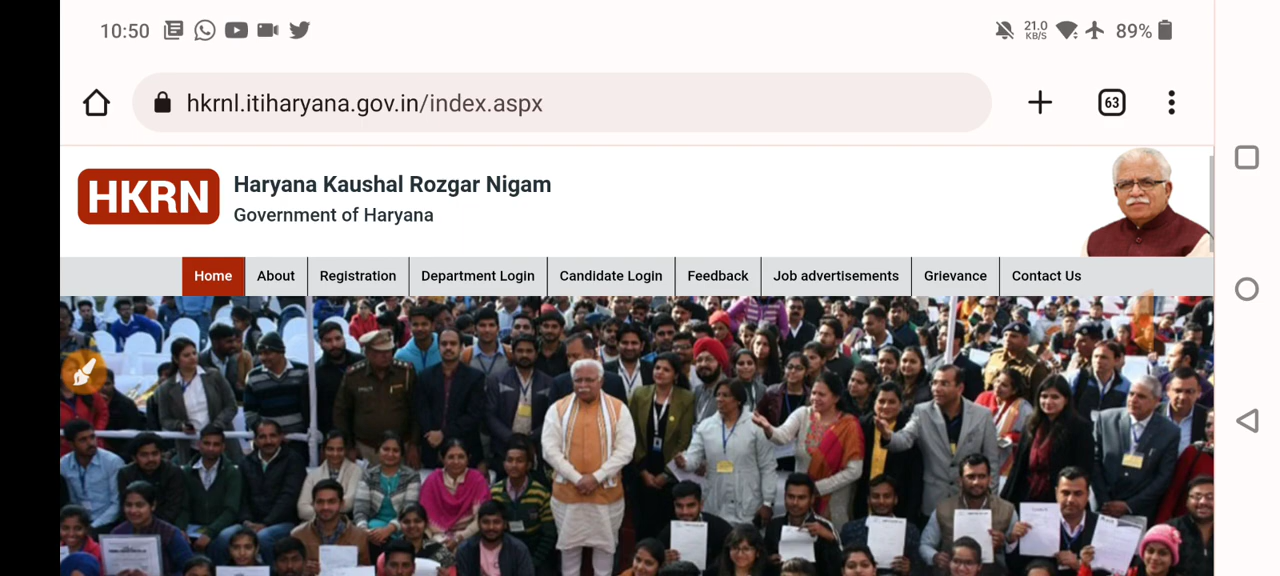 10:50
21.0
KB/S
89%
hkrnl.itiharyana.gov.in/index.aspx
63
HKRN
Haryana Kaushal Rozgar Nigam
Government of Haryana
Home About Registration Department Login Candidate Login Feedback Job advertisements Grievance Contact Us